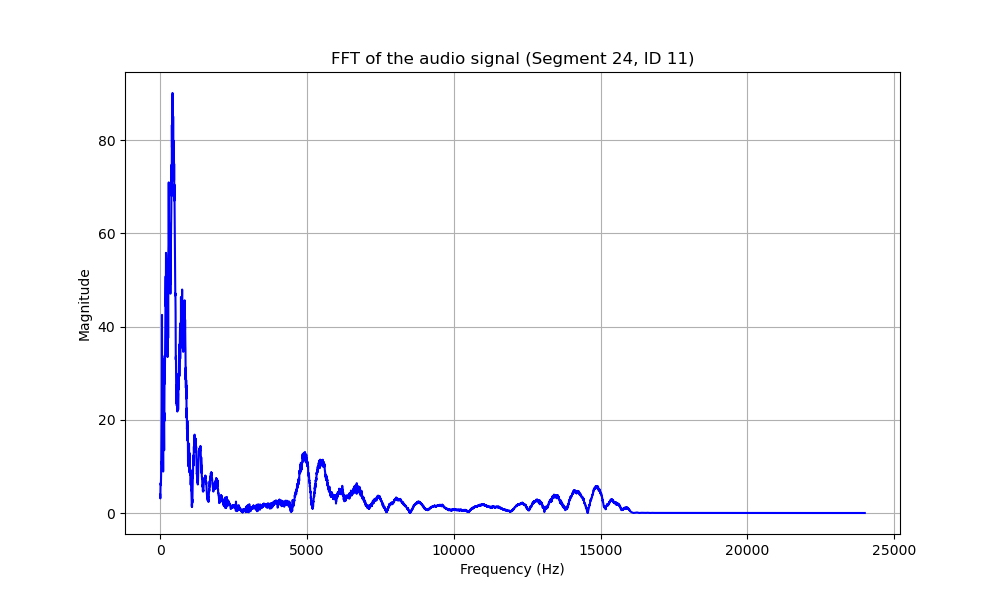 FFT of the audio signal (Segment 24, ID 11)
Magnitude
80
60
40
20
0
0 5000 10000 15000 20000 25000
Frequency (Hz)